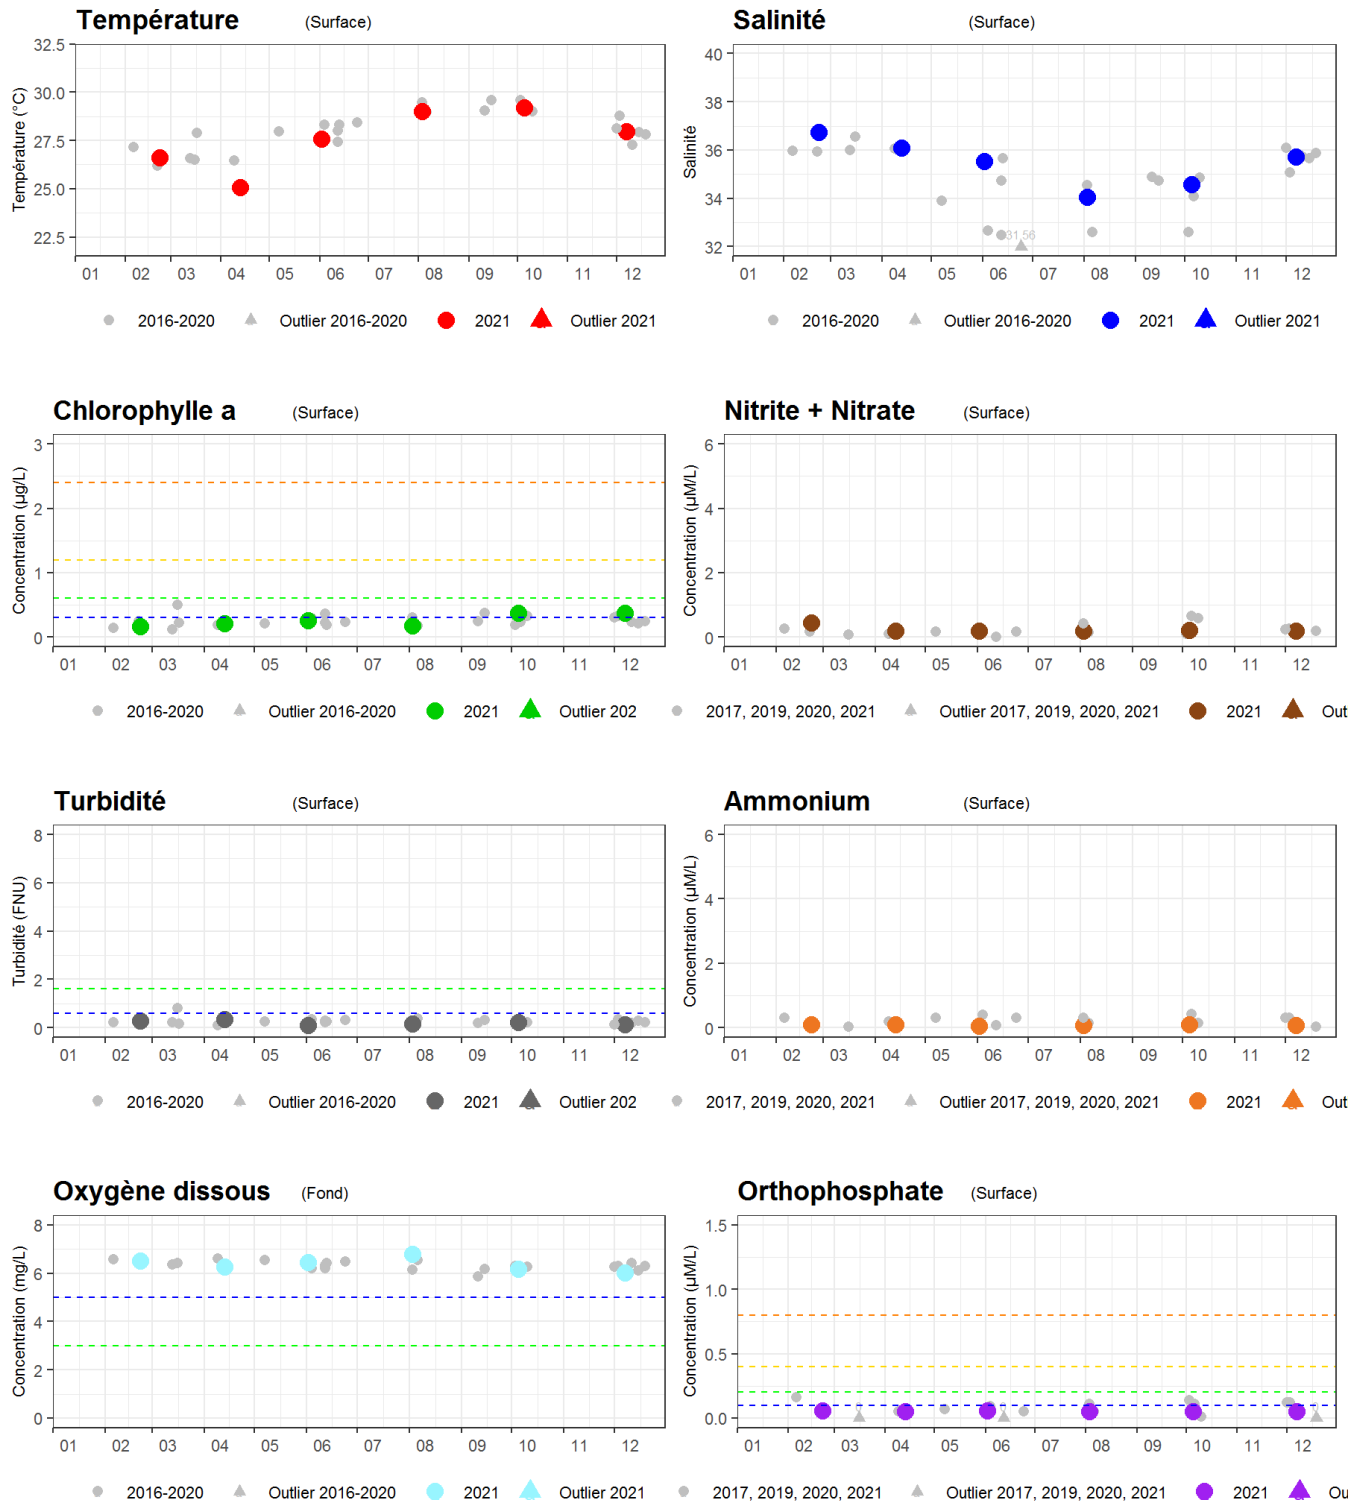 Température (Surface)
Température (°C)
32.5
30.0
27.5
25.0
22.5
01 02 03 04 05 06 07 08 09 10 11 12
2016-2020 Outlier 2016-2020 2021 Outlier 2021
Salinité (Surface)
Salinité
40
38
36
34
32
31.56
01 02 03 04 05 06 07 08 09 10 11 12
2016-2020 Outlier 2016-2020 2021 Outlier 2021
Chlorophylle a (Surface)
Concentration (µg/L)
3
2
1
0
01 02 03 04 05 06 07 08 09 10 11 12
2016-2020 Outlier 2016-2020 2021 Outlier 202
Nitrite + Nitrate (Surface)
Concentration (µM/L)
6
4
2
0
01 02 03 04 05 06 07 08 09 10 11 12
2017, 2019, 2020, 2021 Outlier 2017, 2019, 2020, 2021 2021 Out
Turbidité (Surface)
Turbidité (FNU)
8
6
4
2
0
01 02 03 04 05 06 07 08 09 10 11 12
2016-2020 Outlier 2016-2020 2021 Outlier 202
Ammonium (Surface)
Concentration (µM/L)
6
4
2
0
01 02 03 04 05 06 07 08 09 10 11 12
2017, 2019, 2020, 2021 Outlier 2017, 2019, 2020, 2021 2021 Out
Oxygène dissous (Fond)
Concentration (mg/L)
8
6
4
2
0
01 02 03 04 05 06 07 08 09 10 11 12
2016-2020 Outlier 2016-2020 2021 Outlier 2021
Orthophosphate (Surface)
Concentration (µM/L)
1.5
1.0
0.5
0.0
01 02 03 04 05 06 07 08 09 10 11 12
2017, 2019, 2020, 2021 Outlier 2017, 2019, 2020, 2021 2021 Ou